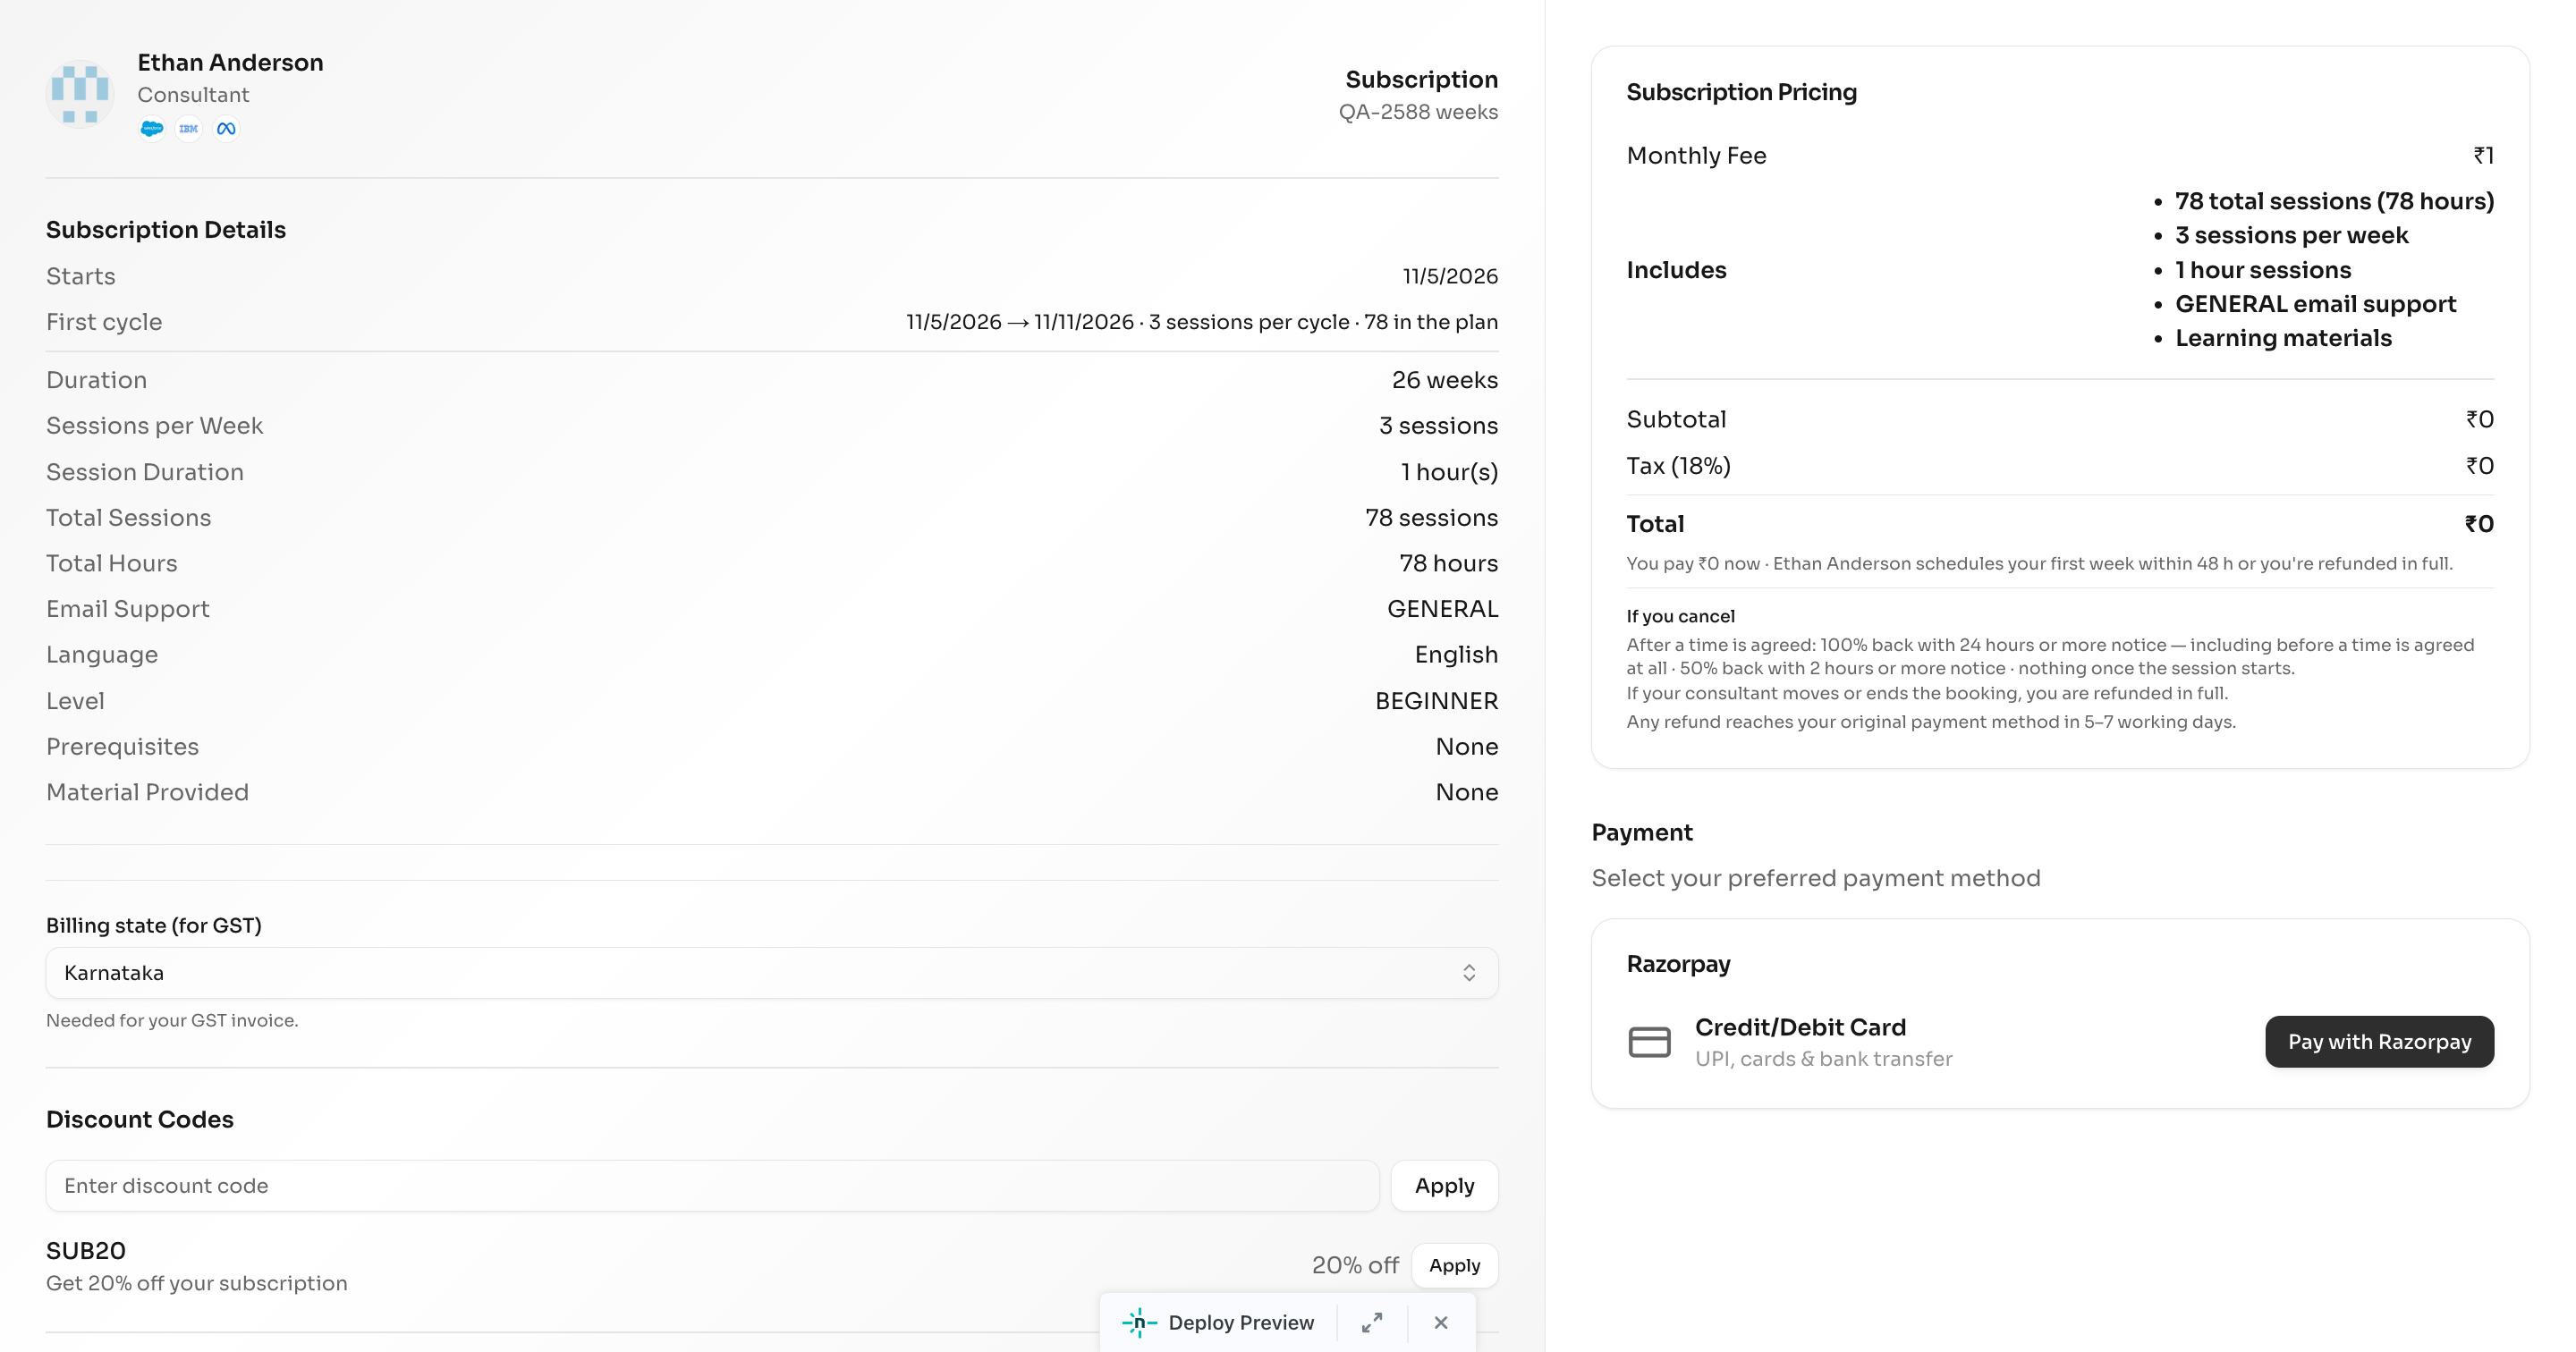 Ethan Anderson
Consultant
salesforce IBM
Subscription
QA-2588 weeks
Subscription Details
Starts 11/5/2026
First cycle 11/5/2026 → 11/11/2026 · 3 sessions per cycle · 78 in the plan
Duration 26 weeks
Sessions per Week 3 sessions
Session Duration 1 hour(s)
Total Sessions 78 sessions
Total Hours 78 hours
Email Support GENERAL
Language English
Level BEGINNER
Prerequisites None
Material Provided None
Billing state (for GST)
Karnataka
Needed for your GST invoice.
Discount Codes
Enter discount code Apply
SUB20
Get 20% off your subscription
20% off Apply
Deploy Preview
Subscription Pricing
Monthly Fee ₹1
Includes
• 78 total sessions (78 hours)
• 3 sessions per week
• 1 hour sessions
• GENERAL email support
• Learning materials
Subtotal ₹0
Tax (18%) ₹0
Total ₹0
You pay ₹0 now · Ethan Anderson schedules your first week within 48 h or you're refunded in full.
If you cancel
After a time is agreed: 100% back with 24 hours or more notice — including before a time is agreed
at all · 50% back with 2 hours or more notice · nothing once the session starts.
If your consultant moves or ends the booking, you are refunded in full.
Any refund reaches your original payment method in 5–7 working days.
Payment
Select your preferred payment method
Razorpay
Credit/Debit Card
UPI, cards & bank transfer
Pay with Razorpay